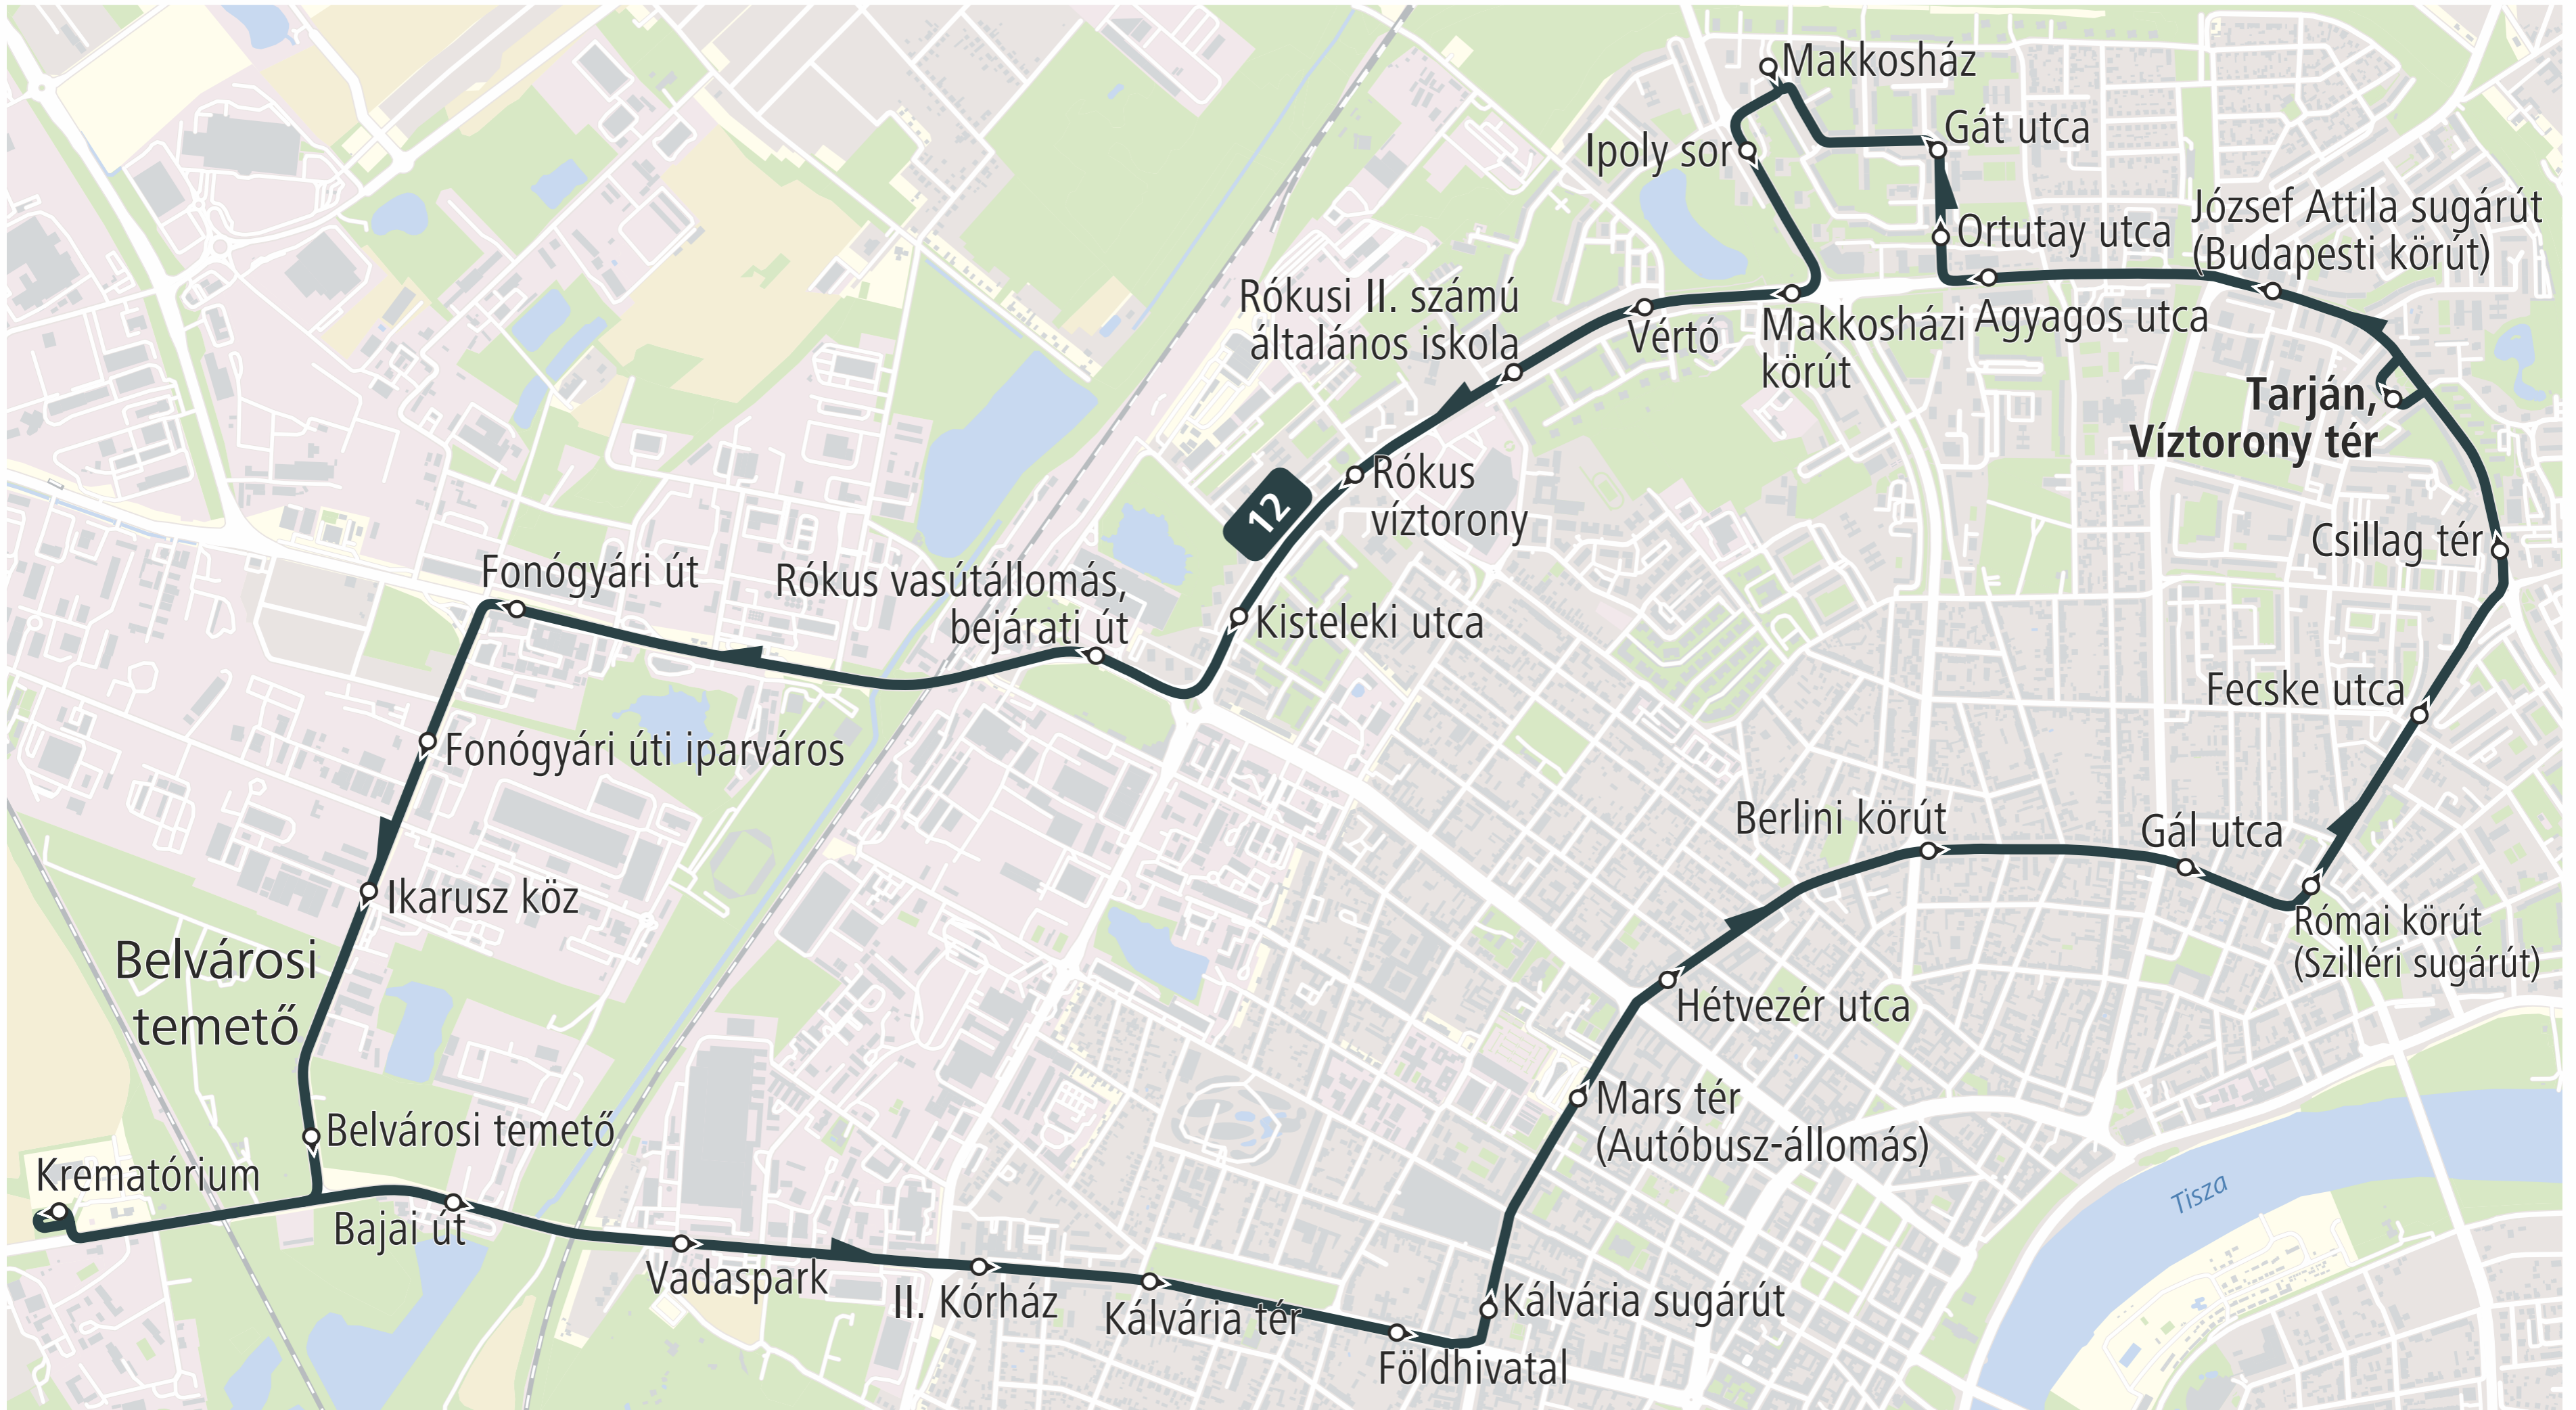 Makkosház
Gát utca
Ipoly sor
Ortutay utca
József Attila sugárút
(Budapesti körút)
Rókusi II. számú
általános iskola
Vértó
Makkosházi
körút
Agyagos utca
Tarján,
Víztorony tér
12
Rókus
víztorony
Csillag tér
Fonógyári út
Rókus vasútállomás,
bejárati út
Kisteleki utca
Fecske utca
Fonógyári úti iparváros
Berlini körút
Gál utca
Ikarusz köz
Római körút
(Szilléri sugárút)
Belvárosi
temető
Hétvezér utca
Mars tér
(Autóbusz-állomás)
Belvárosi temető
Krematórium
Tisza
Bajai út
Vadaspark
II. Kórház
Kálvária tér
Kálvária sugárút
Földhivatal